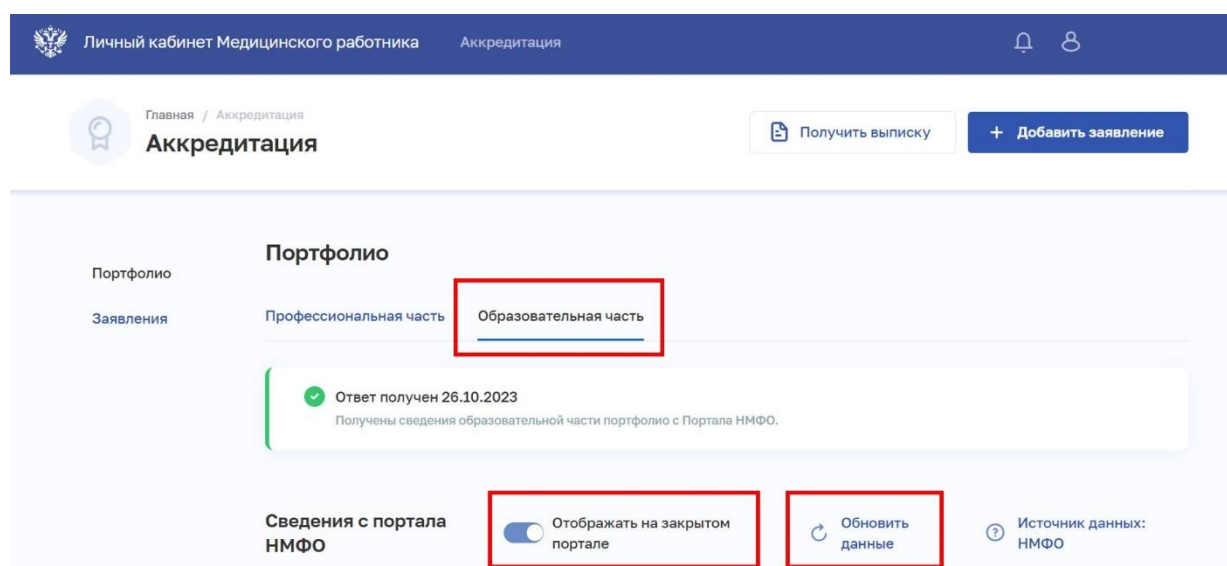 Личный кабинет Медицинского работника Аккредитация
Главная / Аккредитация
Аккредитация
Получить выписку
+ Добавить заявление
Портфолио
Заявления
Портфолио
Профессиональная часть Образовательная часть
Ответ получен 26.10.2023
Получены сведения образовательной части портфолио с Портала НМФО.
Сведения с портала
НМФО
Отображать на закрытом
портале
Обновить
данные
? Источник данных:
НМФО